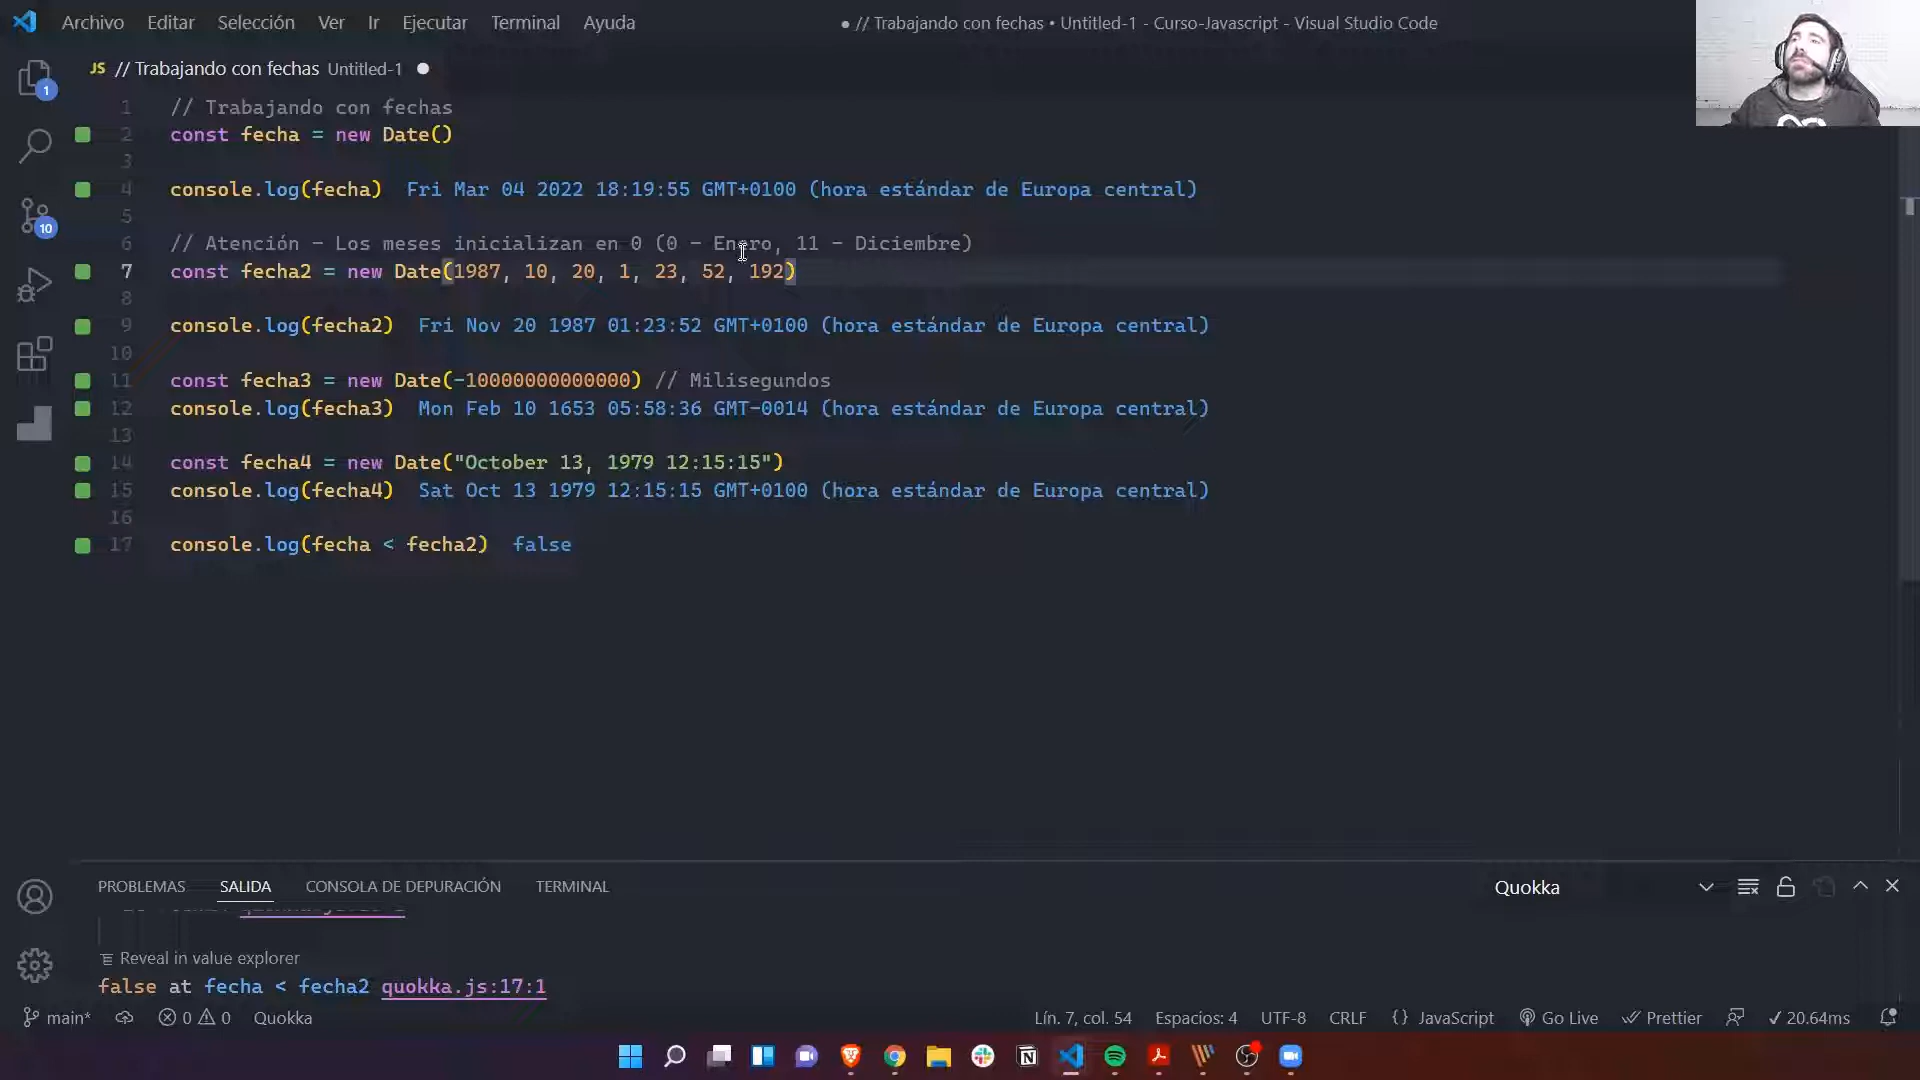 Archivo Editar Selección Ver Ir Ejecutar Terminal Ayuda
● // Trabajando con fechas • Untitled-1 - Curso-Javascript - Visual Studio Code
JS // Trabajando con fechas Untitled-1 ●
1 // Trabajando con fechas
2 const fecha = new Date()
3
4 console.log(fecha) Fri Mar 04 2022 18:19:55 GMT+0100 (hora estándar de Europa central)
5
6 // Atención - Los meses inicializan en 0 (0 - Enero, 11 - Diciembre)
7 const fecha2 = new Date(1987, 10, 20, 1, 23, 52, 192)
8
9 console.log(fecha2) Fri Nov 20 1987 01:23:52 GMT+0100 (hora estándar de Europa central)
10
11 const fecha3 = new Date(-10000000000000) // Milisegundos
12 console.log(fecha3) Mon Feb 10 1653 05:58:36 GMT-0014 (hora estándar de Europa central)
13
14 const fecha4 = new Date("October 13, 1979 12:15:15")
15 console.log(fecha4) Sat Oct 13 1979 12:15:15 GMT+0100 (hora estándar de Europa central)
16
17 console.log(fecha < fecha2) false
1
10
PROBLEMAS SALIDA CONSOLA DE DEPURACIÓN TERMINAL Quokka
Reveal in value explorer
false at fecha < fecha2 quokka.js:17:1
main* 0 0 Quokka Lín. 7, col. 54 Espacios: 4 UTF-8 CRLF {} JavaScript Go Live Prettier 20.64ms